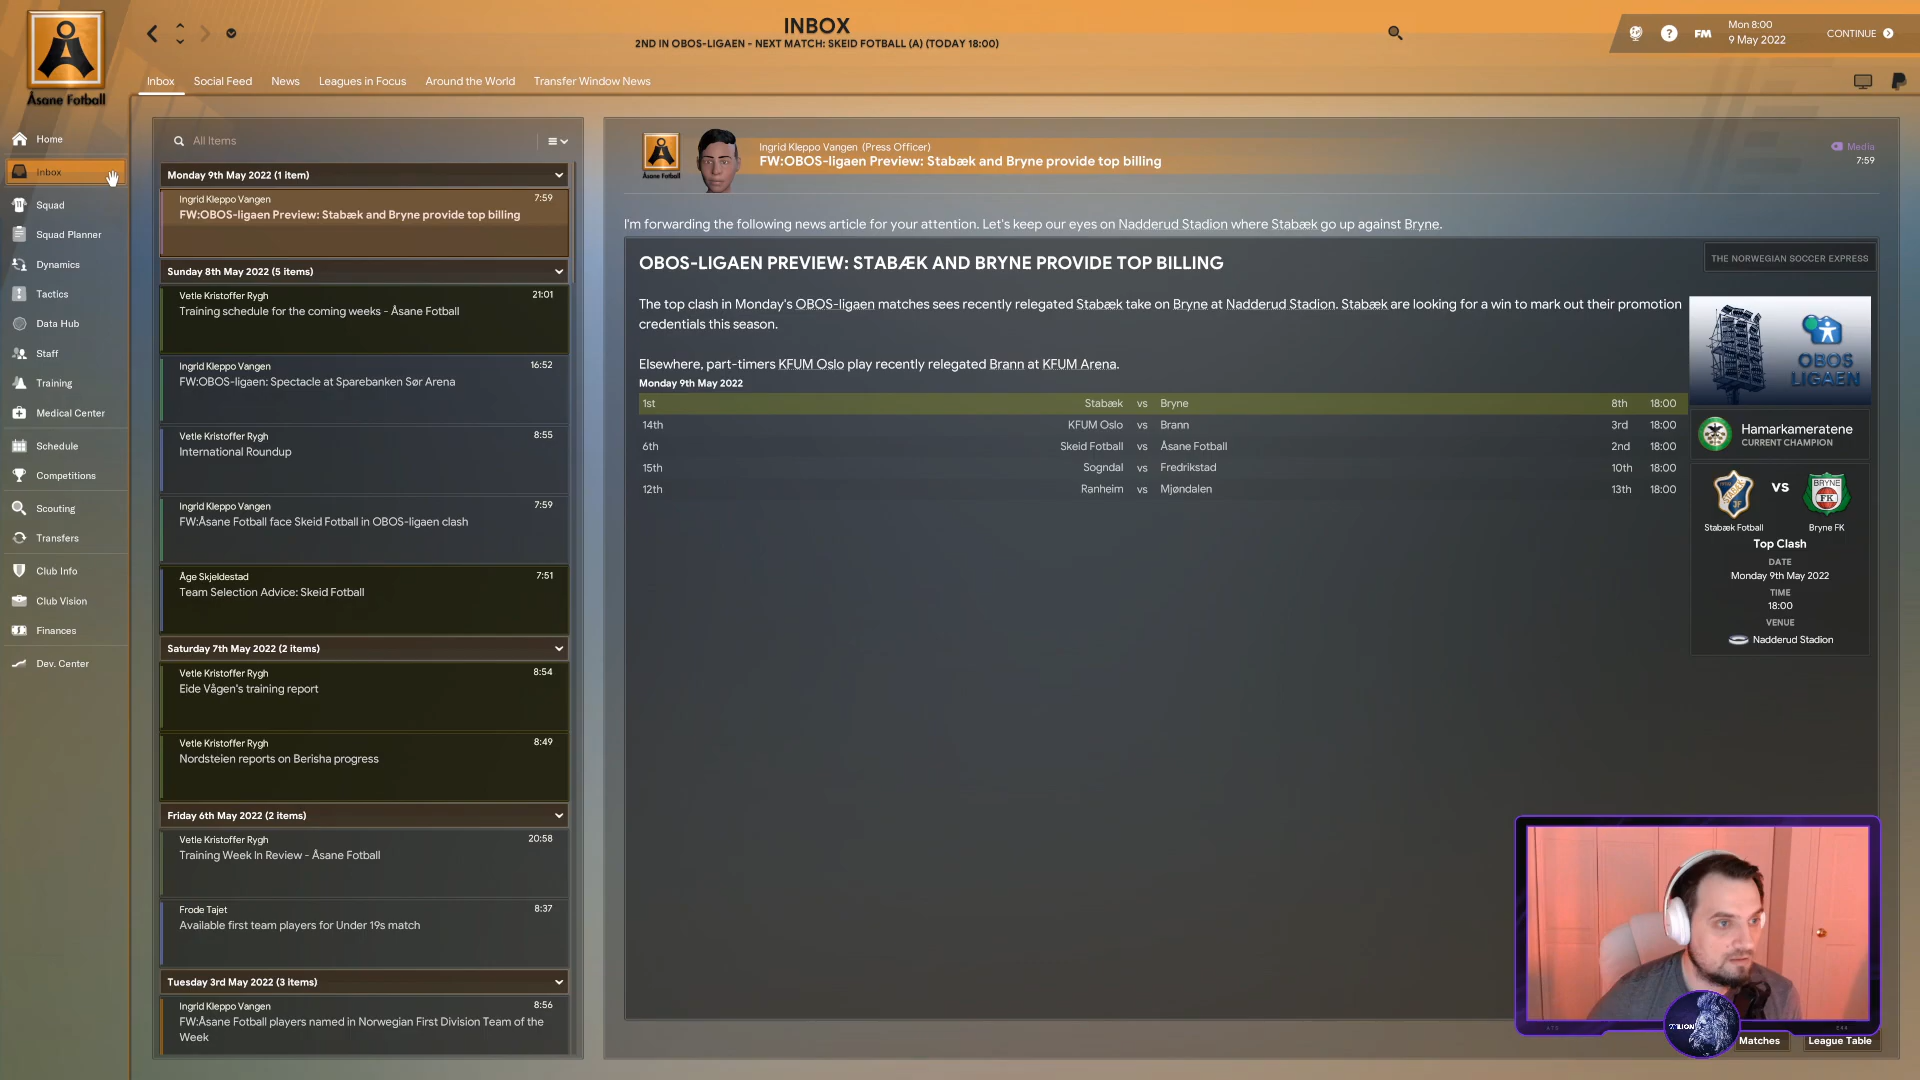 INBOX
2ND IN OBOS-LIGAEN - NEXT MATCH: SKEID FOTBALL (A) (TODAY 18:00)
FM
Mon 8:00
9 May 2022
CONTINUE
Åsane Fotball
Inbox
Social Feed
News
Leagues in Focus
Around the World
Transfer Window News
Home
Inbox
Squad
Squad Planner
Dynamics
Tactics
Data Hub
Staff
Training
Medical Center
Schedule
Competitions
Scouting
Transfers
Club Info
Club Vision
Finances
Dev. Center
All Items
Monday 9th May 2022 (1 item)
Ingrid Kleppo Vangen 7:59
FW:OBOS-ligaen Preview: Stabæk and Bryne provide top billing
Sunday 8th May 2022 (5 items)
Vetle Kristoffer Rygh 21:01
Training schedule for the coming weeks - Åsane Fotball
Ingrid Kleppo Vangen 16:52
FW:OBOS-ligaen: Spectacle at Sparebanken Sør Arena
Vetle Kristoffer Rygh 8:55
International Roundup
Ingrid Kleppo Vangen 7:59
FW:Åsane Fotball face Skeid Fotball in OBOS-ligaen clash
Åge Skjeldestad 7:51
Team Selection Advice: Skeid Fotball
Saturday 7th May 2022 (2 items)
Vetle Kristoffer Rygh 8:54
Eide Vågen's training report
Vetle Kristoffer Rygh 8:49
Nordsteien reports on Berisha progress
Friday 6th May 2022 (2 items)
Vetle Kristoffer Rygh 20:58
Training Week In Review - Åsane Fotball
Frode Tajet 8:37
Available first team players for Under 19s match
Tuesday 3rd May 2022 (3 items)
Ingrid Kleppo Vangen 8:56
FW:Åsane Fotball players named in Norwegian First Division Team of the
Week
Åsane Fotball
Ingrid Kleppo Vangen (Press Officer)
FW:OBOS-ligaen Preview: Stabæk and Bryne provide top billing
Media
7:59
I'm forwarding the following news article for your attention. Let's keep our eyes on Nadderud Stadion where Stabæk go up against Bryne.
OBOS-LIGAEN PREVIEW: STABÆK AND BRYNE PROVIDE TOP BILLING
THE NORWEGIAN SOCCER EXPRESS
The top clash in Monday's OBOS-ligaen matches sees recently relegated Stabæk take on Bryne at Nadderud Stadion. Stabæk are looking for a win to mark out their promotion
credentials this season.
Elsewhere, part-timers KFUM Oslo play recently relegated Brann at KFUM Arena.
Monday 9th May 2022
1st Stabæk vs Bryne 8th 18:00
14th KFUM Oslo vs Brann 3rd 18:00
6th Skeid Fotball vs Åsane Fotball 2nd 18:00
15th Sogndal vs Fredrikstad 10th 18:00
12th Ranheim vs Mjøndalen 13th 18:00
OBOS
LIGAEN
Hamarkameratene
CURRENT CHAMPION
VS
BRYNE
FK
Stabæk Fotball
Bryne FK
Top Clash
DATE
Monday 9th May 2022
TIME
18:00
VENUE
Nadderud Stadion
Matches
League Table